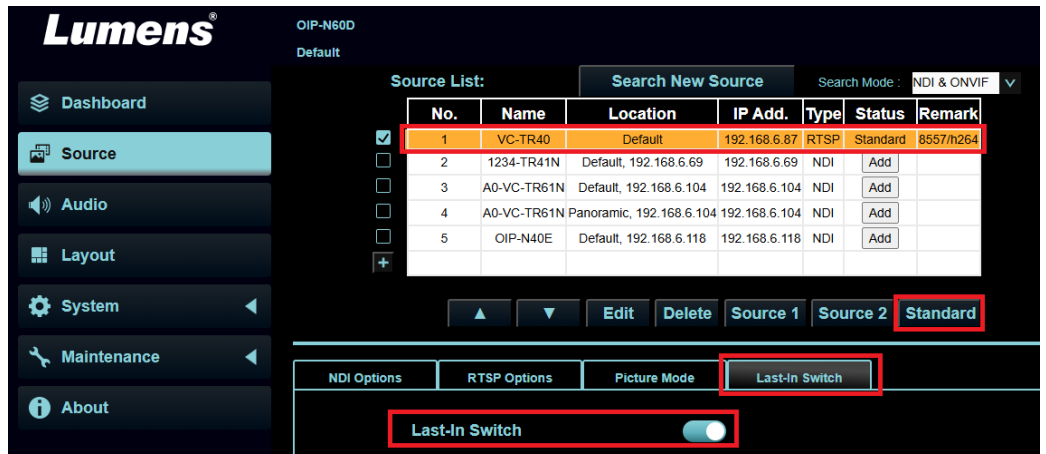 Lumens®
OIP-N60D
Default
Source List:
Search New Source
Search Mode :
NDI & ONVIF
Dashboard
Source
Audio
Layout
System
Maintenance
About
No. Name Location IP Add. Type Status Remark
1 VC-TR40 Default 192.168.6.87 RTSP Standard 8557/h264
2 1234-TR41N Default, 192.168.6.69 192.168.6.69 NDI Add
3 A0-VC-TR61N Default, 192.168.6.104 192.168.6.104 NDI Add
4 A0-VC-TR61N Panoramic, 192.168.6.104 192.168.6.104 NDI Add
5 OIP-N40E Default, 192.168.6.118 192.168.6.118 NDI Add
+
Edit Delete Source 1 Source 2 Standard
NDI Options RTSP Options Picture Mode Last-In Switch
Last-In Switch